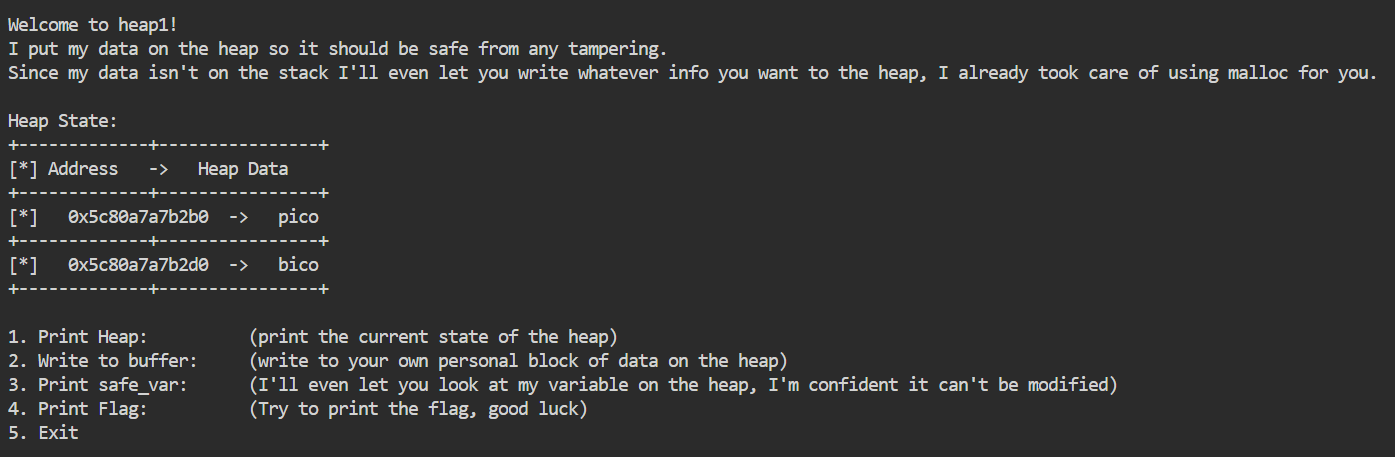 Welcome to heap1!
I put my data on the heap so it should be safe from any tampering.
Since my data isn't on the stack I'll even let you write whatever info you want to the heap, I already took care of using malloc for you.

Heap State:
+-------------+----------------+
[*] Address   ->   Heap Data
+-------------+----------------+
[*]   0x5c80a7a7b2b0  ->   pico
+-------------+----------------+
[*]   0x5c80a7a7b2d0  ->   bico
+-------------+----------------+

1. Print Heap:          (print the current state of the heap)
2. Write to buffer:     (write to your own personal block of data on the heap)
3. Print safe_var:      (I'll even let you look at my variable on the heap, I'm confident it can't be modified)
4. Print Flag:          (Try to print the flag, good luck)
5. Exit